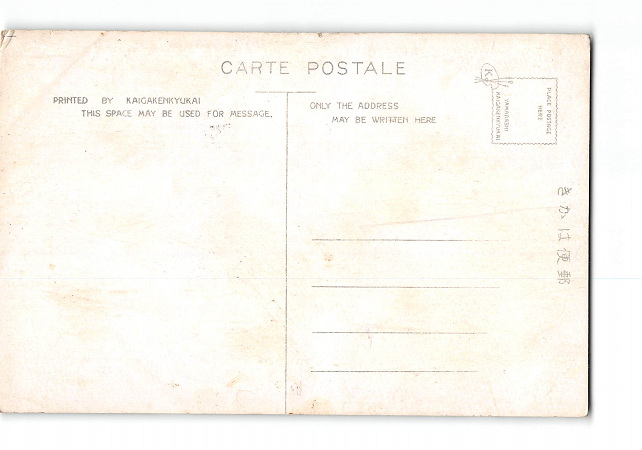 CARTE POSTALE
PRINTED BY KAIGAKENKYUKAI
THIS SPACE MAY BE USED FOR MESSAGE.
ONLY THE ADDRESS
MAY BE WRITTEN HERE
K
PLACE POSTAGE
HERE
YAMADASHI
KAIGAKENKYUKAI
きかは便郵